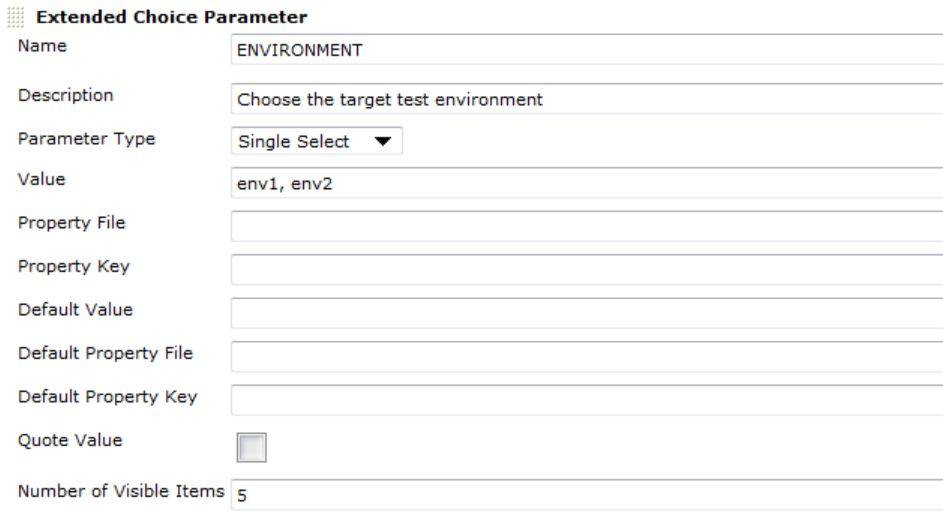 Extended Choice Parameter
Name ENVIRONMENT
Description Choose the target test environment
Parameter Type Single Select
Value env1, env2
Property File
Property Key
Default Value
Default Property File
Default Property Key
Quote Value
Number of Visible Items 5